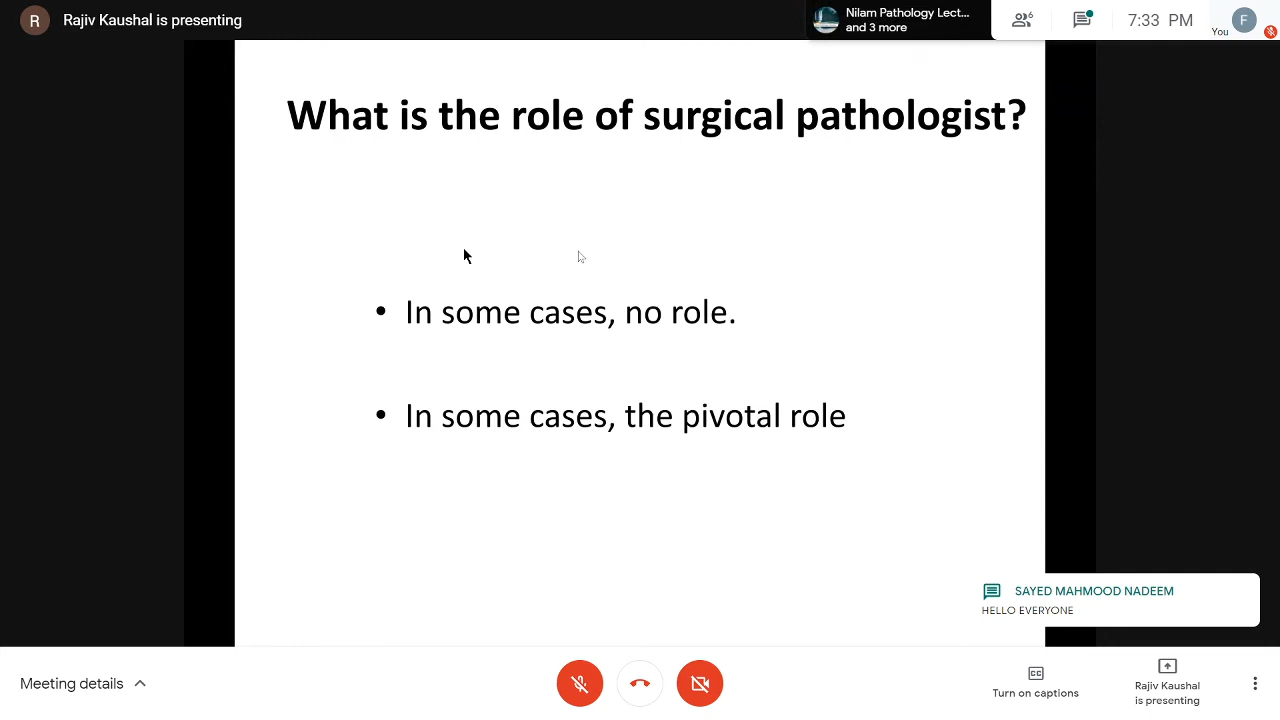 R
Rajiv Kaushal is presenting
Nilam Pathology Lect...
and 3 more
6
7:33 PM
You
F
What is the role of surgical pathologist?
• In some cases, no role.
• In some cases, the pivotal role
SAYED MAHMOOD NADEEM
HELLO EVERYONE
Meeting details
CC
Turn on captions
Rajiv Kaushal
is presenting